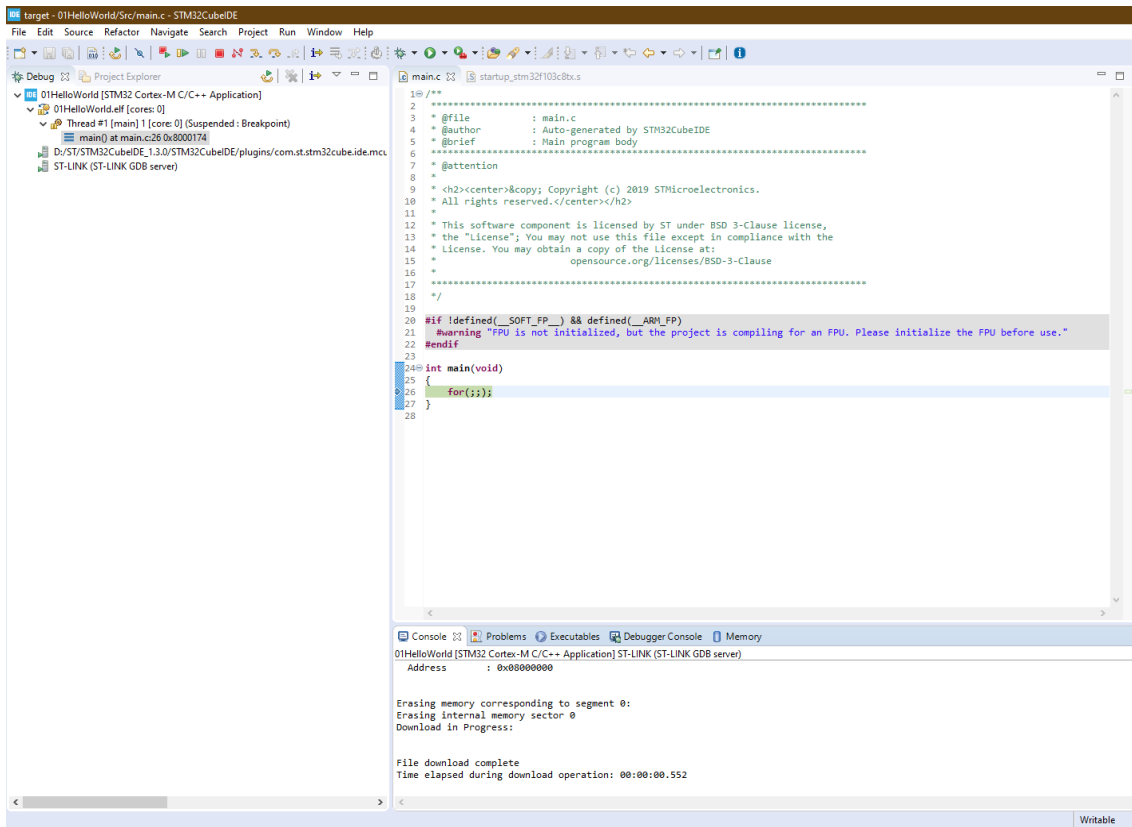 IDE target - 01HelloWorld/Src/main.c - STM32CubeIDE
File Edit Source Refactor Navigate Search Project Run Window Help
Debug Project Explorer
IDE 01HelloWorld [STM32 Cortex-M C/C++ Application]
01HelloWorld.elf [cores: 0]
Thread #1 [main] 1 [core: 0] (Suspended : Breakpoint)
main() at main.c:26 0x8000174
D:/ST/STM32CubeIDE_1.3.0/STM32CubeIDE/plugins/com.st.stm32cube.ide.mcu
ST-LINK (ST-LINK GDB server)
main.c startup_stm32f103c8tx.s
1 /**
2 ******************************************************************************
3 * @file : main.c
4 * @author : Auto-generated by STM32CubeIDE
5 * @brief : Main program body
6 ******************************************************************************
7 * @attention
8 *
9 * <h2><center>&copy; Copyright (c) 2019 STMicroelectronics.
10 * All rights reserved.</center></h2>
11 *
12 * This software component is licensed by ST under BSD 3-Clause license,
13 * the "License"; You may not use this file except in compliance with the
14 * License. You may obtain a copy of the License at:
15 * opensource.org/licenses/BSD-3-Clause
16 *
17 ******************************************************************************
18 */
19
20 #if !defined(__SOFT_FP__) && defined(__ARM_FP)
21 #warning "FPU is not initialized, but the project is compiling for an FPU. Please initialize the FPU before use."
22 #endif
23
24 int main(void)
25 {
26 for(;;);
27 }
28
Console Problems Executables Debugger Console Memory
01HelloWorld [STM32 Cortex-M C/C++ Application] ST-LINK (ST-LINK GDB server)
Address : 0x08000000
Erasing memory corresponding to segment 0:
Erasing internal memory sector 0
Download in Progress:
File download complete
Time elapsed during download operation: 00:00:00.552
Writable